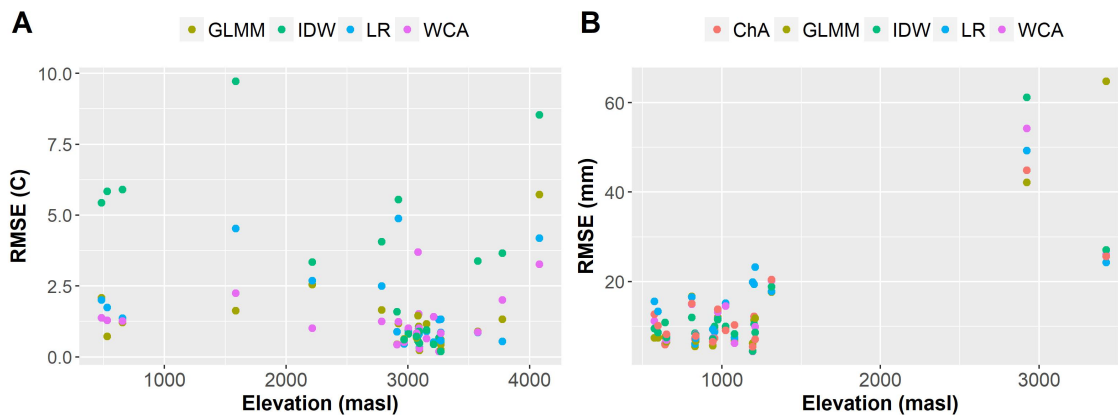 A
GLMM IDW LR WCA
10.0
7.5
5.0
2.5
0.0
RMSE (C)
1000 2000 3000 4000
Elevation (masl)
B
ChA GLMM IDW LR WCA
60
40
20
RMSE (mm)
1000 2000 3000
Elevation (masl)